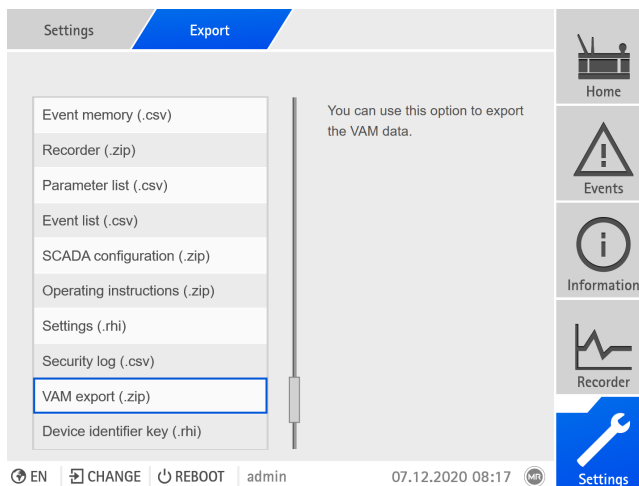 Settings
Export
Home
Event memory (.csv)
Recorder (.zip)
Parameter list (.csv)
Event list (.csv)
SCADA configuration (.zip)
Operating instructions (.zip)
Settings (.rhi)
Security log (.csv)
VAM export (.zip)
Device identifier key (.rhi)
You can use this option to export
the VAM data.
Events
Information
Recorder
Settings
EN
CHANGE
REBOOT
admin
07.12.2020 08:17
MR